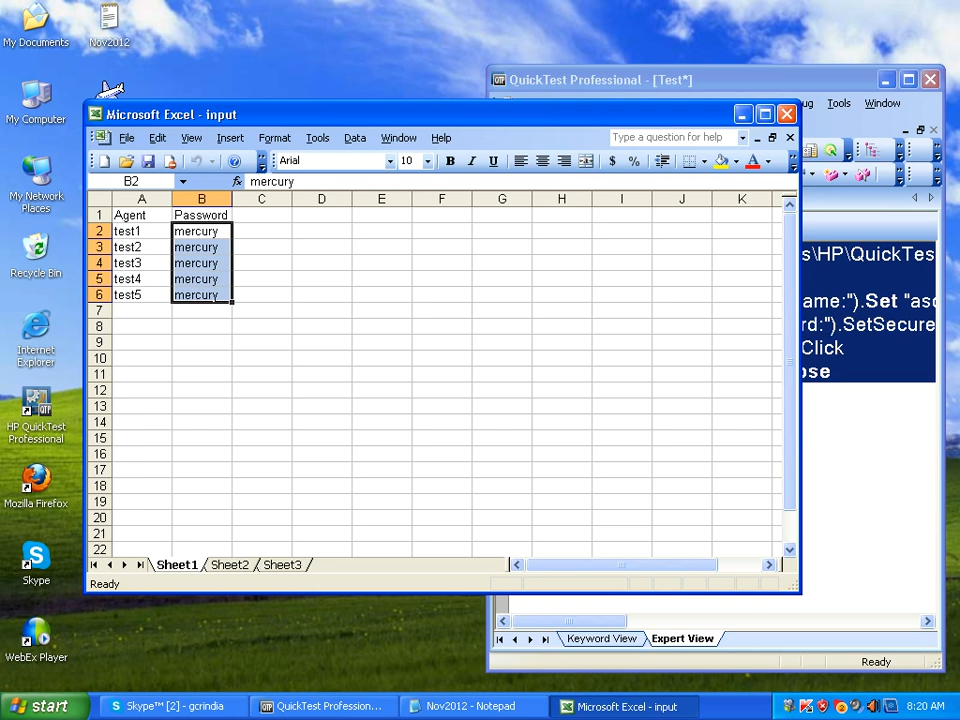 My Documents
Nov2012
My Computer
My Network
Places
Recycle Bin
Internet
Explorer
HP QuickTest
Professional
Mozilla Firefox
Skype
WebEx Player
QuickTest Professional - [Test*]
Tools Window
Microsoft Excel - input
File Edit View Insert Format Tools Data Window Help
Type a question for help
Arial 10 B I U $ %
B2 fx mercury
A B C D E F G H I J K
1 Agent Password
2 test1 mercury
3 test2 mercury
4 test3 mercury
5 test4 mercury
6 test5 mercury
7
8
9
10
11
12
13
14
15
16
17
18
19
20
21
22
Sheet1 Sheet2 Sheet3
Ready
s\HP\QuickTes
ame:").Set "aso
rd:").SetSecure
Click
ose
Keyword View Expert View
Ready
start
Skype™ [2] - gcrindia
QuickTest Profession...
Nov2012 - Notepad
Microsoft Excel - input
8:20 AM